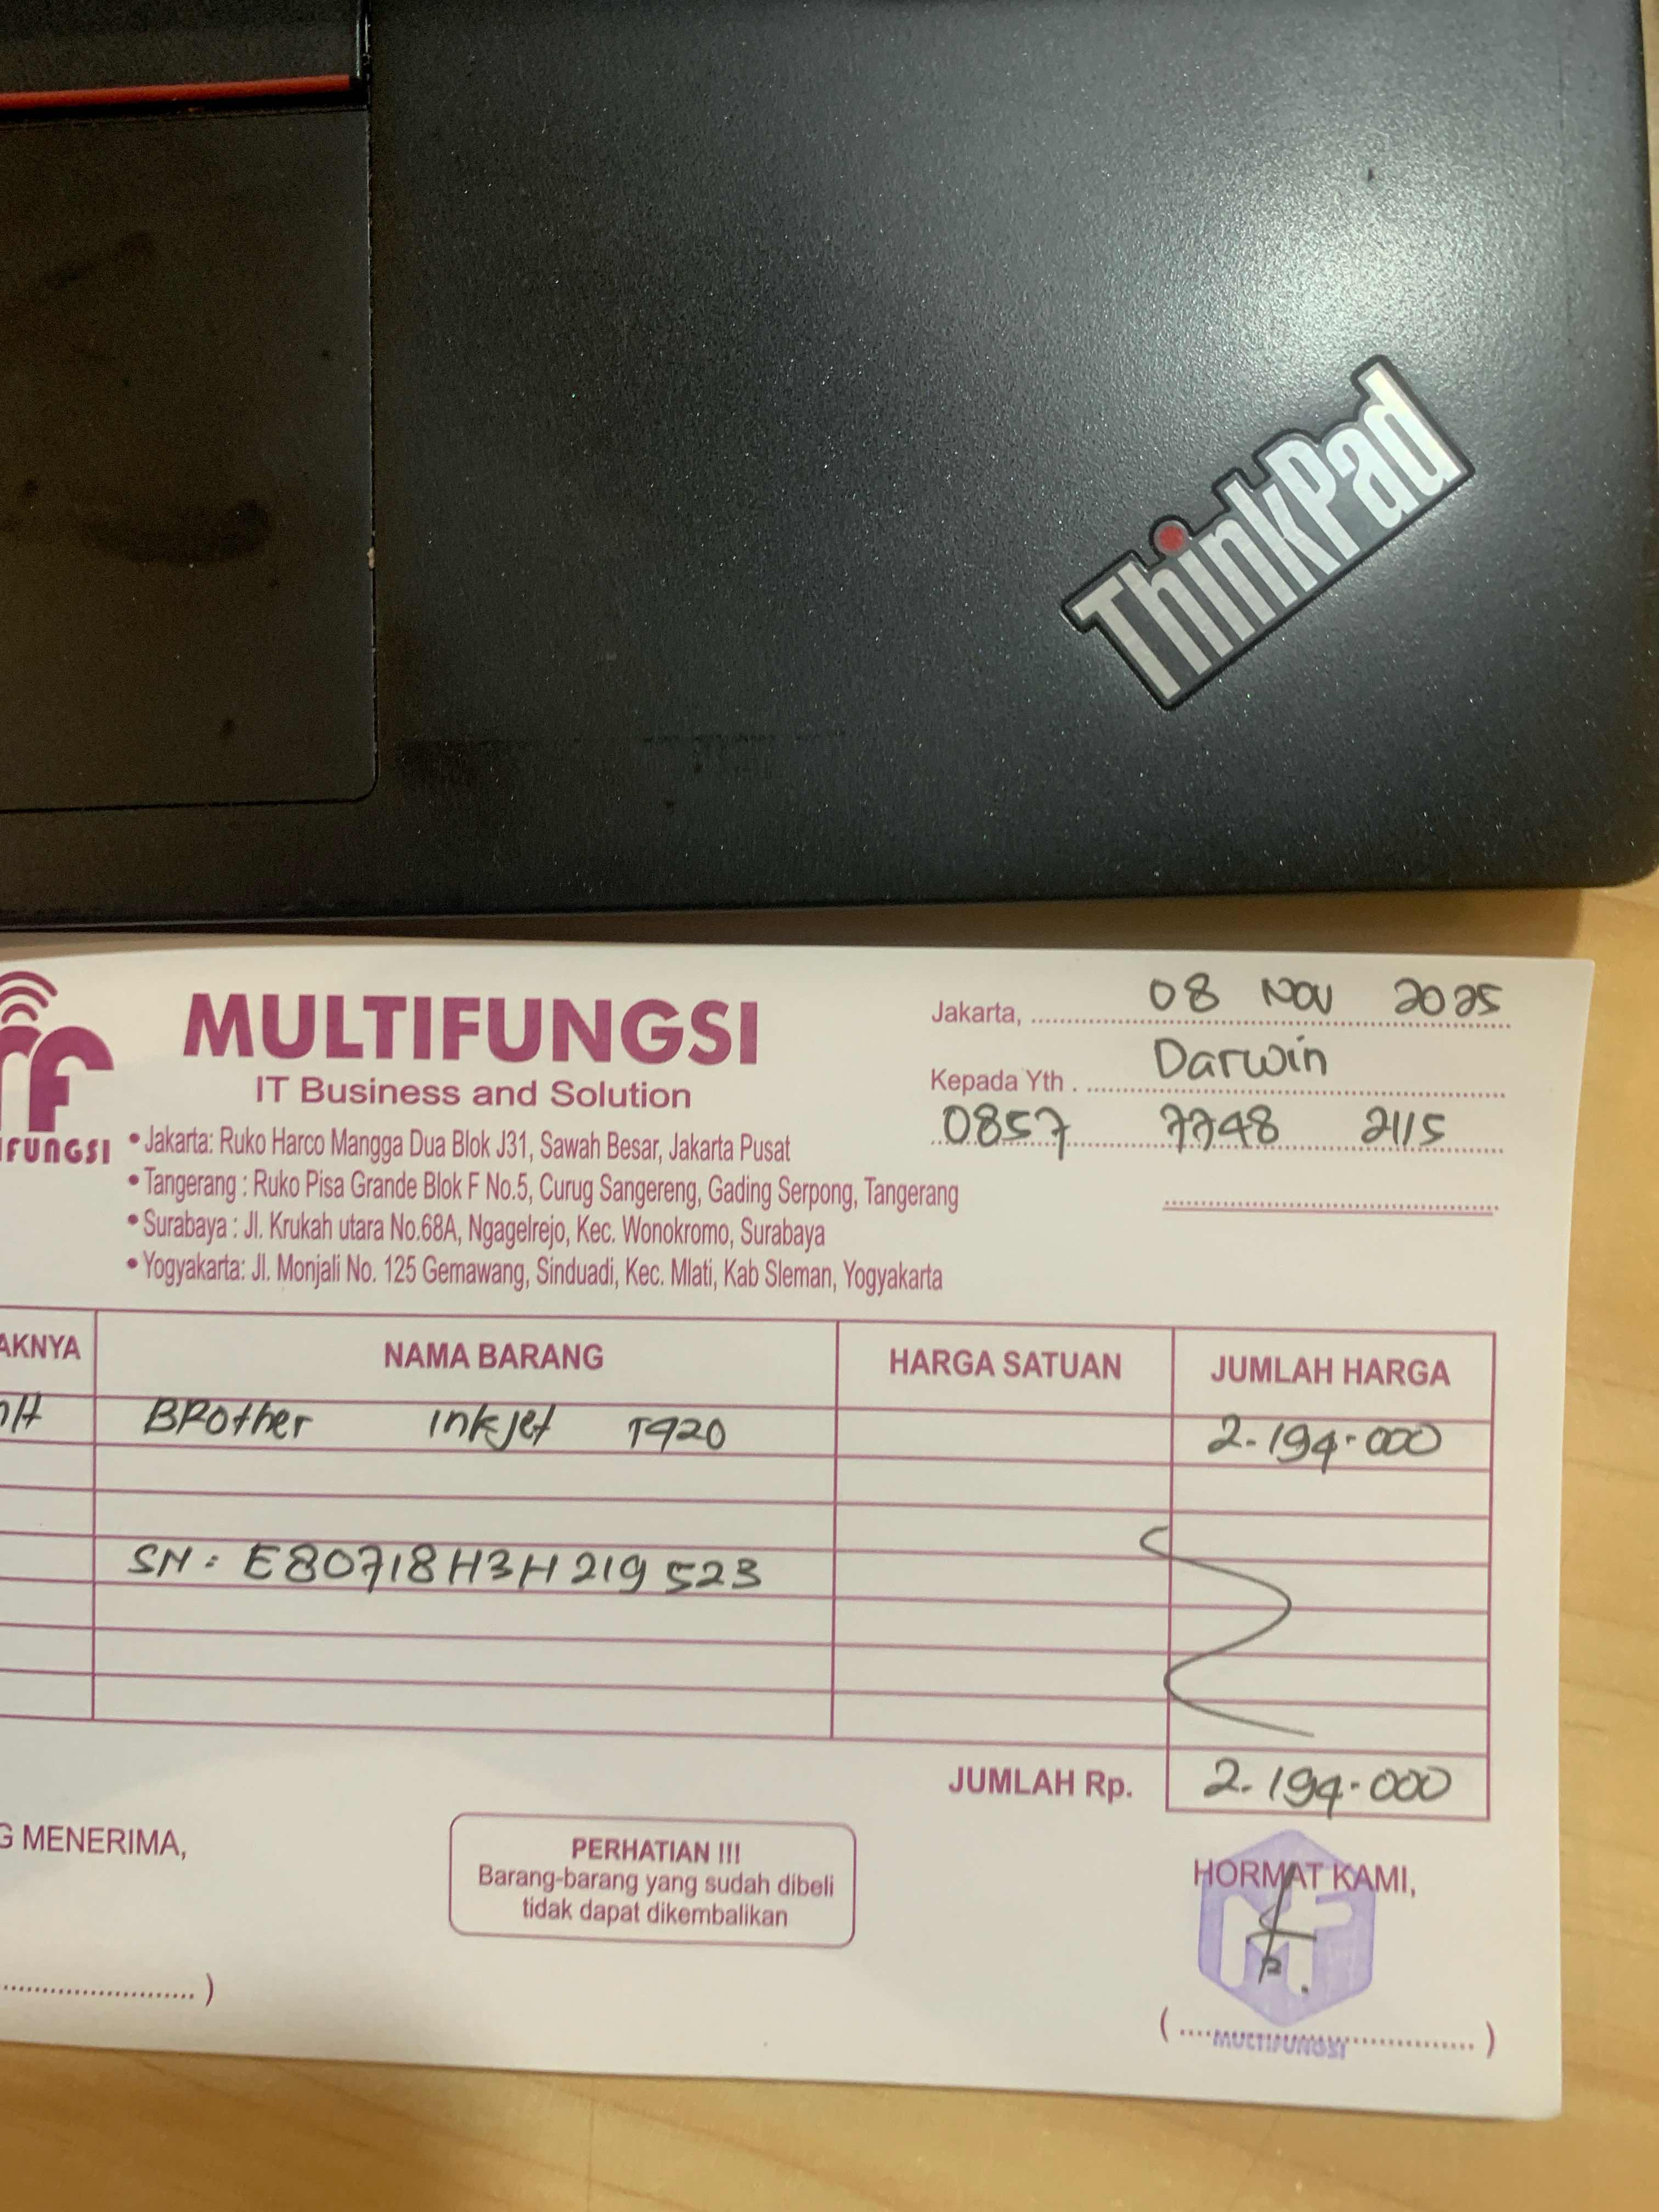 ThinkPad
MULTIFUNGSI
IT Business and Solution
FUNGSI
• Jakarta: Ruko Harco Mangga Dua Blok J31, Sawah Besar, Jakarta Pusat
• Tangerang : Ruko Pisa Grande Blok F No.5, Curug Sangereng, Gading Serpong, Tangerang
• Surabaya : Jl. Krukah utara No.68A, Ngagelrejo, Kec. Wonokromo, Surabaya
• Yogyakarta: Jl. Monjali No. 125 Gemawang, Sinduadi, Kec. Mlati, Kab Sleman, Yogyakarta
Jakarta, 08 NOV 2025
Kepada Yth . Darwin
0857 7748 2115
AKNYA NAMA BARANG HARGA SATUAN JUMLAH HARGA
BROther inkjet T920 2.194.000
SN: E80718H3H219523
JUMLAH Rp. 2.194.000
G MENERIMA,
PERHATIAN !!!
Barang-barang yang sudah dibeli
tidak dapat dikembalikan
HORMAT KAMI,
MULTIFUNGSI